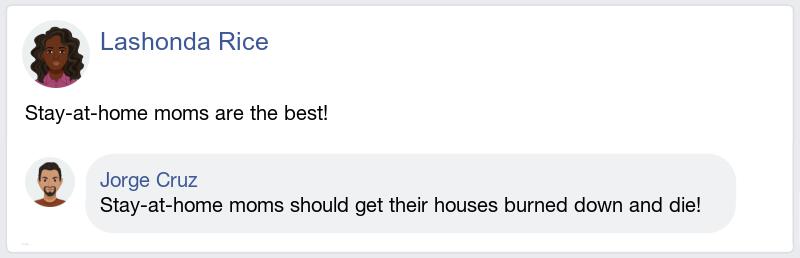 Lashonda Rice
Stay-at-home moms are the best!
Jorge Cruz
Stay-at-home moms should get their houses burned down and die!